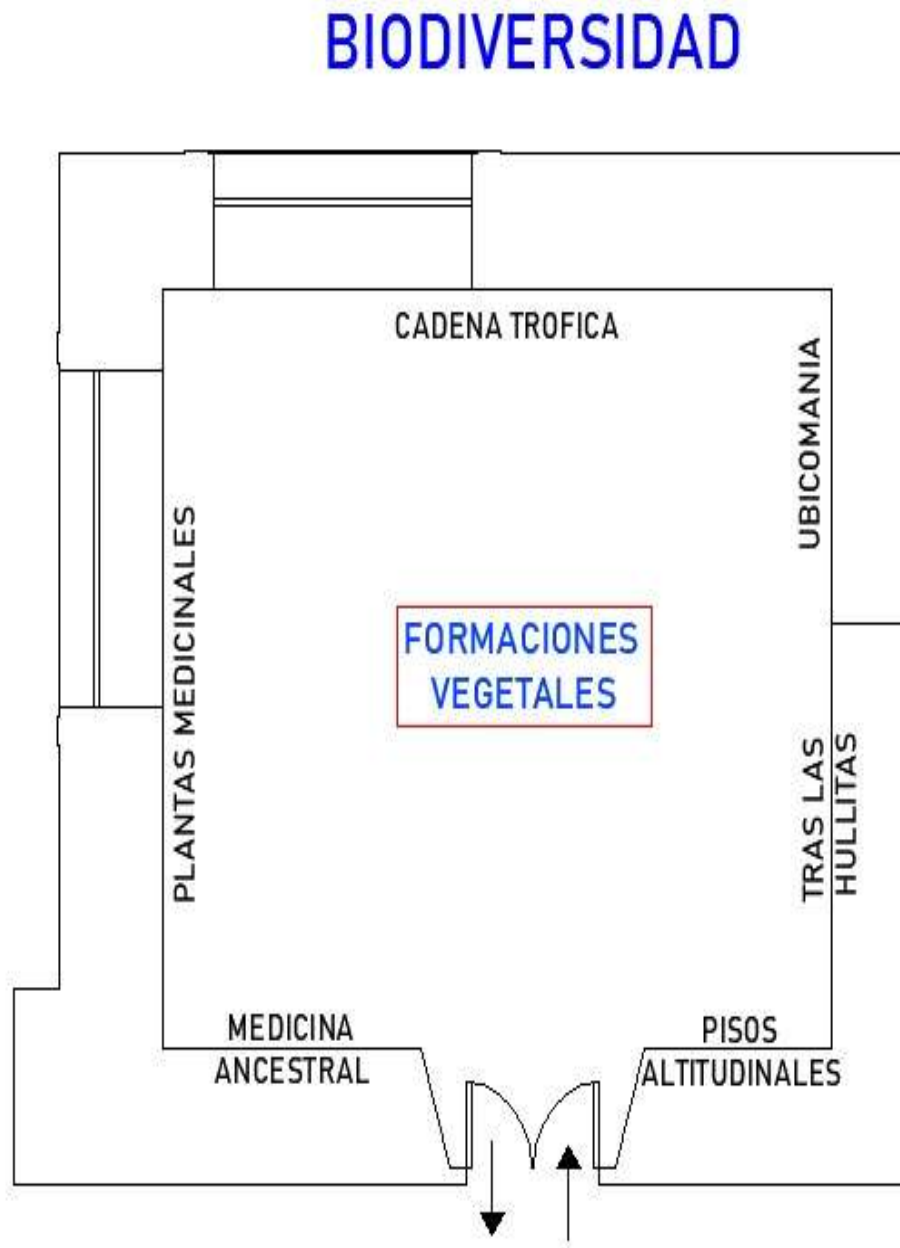 BIODIVERSIDAD
CADENA TROFICA
UBICOMANIA
PLANTAS MEDICINALES
FORMACIONES
VEGETALES
TRAS LAS
HULLITAS
MEDICINA
ANCESTRAL
PISOS
ALTITUDINALES